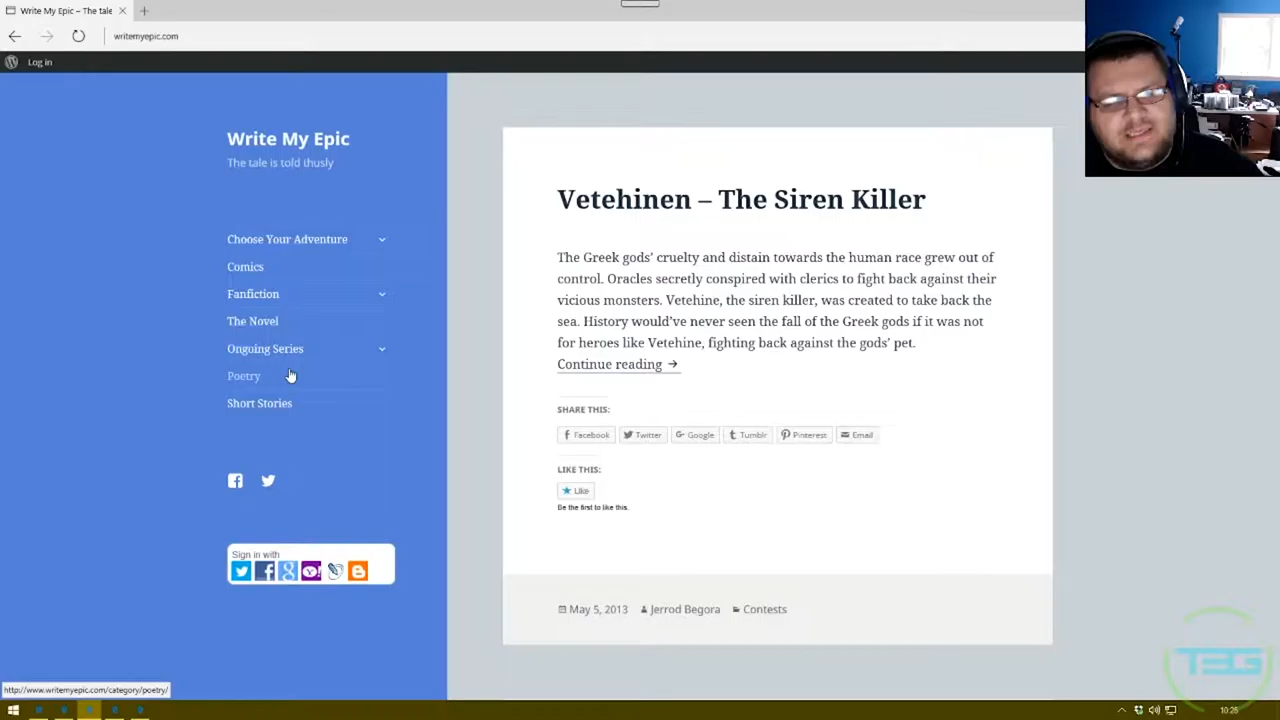 Write My Epic – The tale
writemyepic.com
Log in
Write My Epic
The tale is told thusly
Choose Your Adventure
Comics
Fanfiction
The Novel
Ongoing Series
Poetry
Short Stories
Sign in with
Vetehinen – The Siren Killer
The Greek gods' cruelty and distain towards the human race grew out of
control. Oracles secretly conspired with clerics to fight back against their
vicious monsters. Vetehine, the siren killer, was created to take back the
sea. History would've never seen the fall of the Greek gods if it was not
for heroes like Vetehine, fighting back against the gods' pet.
Continue reading →
SHARE THIS:
Facebook Twitter Google Tumblr Pinterest Email
LIKE THIS:
Like
Be the first to like this.
May 5, 2013 Jerrod Begora Contests
http://www.writemyepic.com/category/poetry/
TBG
10:25